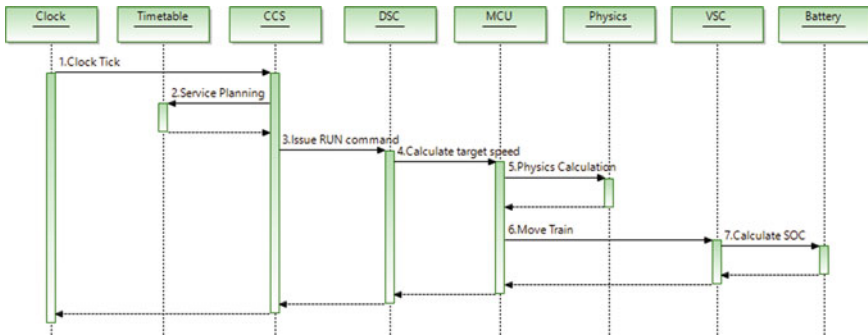 Clock Timetable CCS DSC MCU Physics VSC Battery
1.Clock Tick
2.Service Planning
3.Issue RUN command
4.Calculate target speed
5.Physics Calculation
6.Move Train
7.Calculate SOC